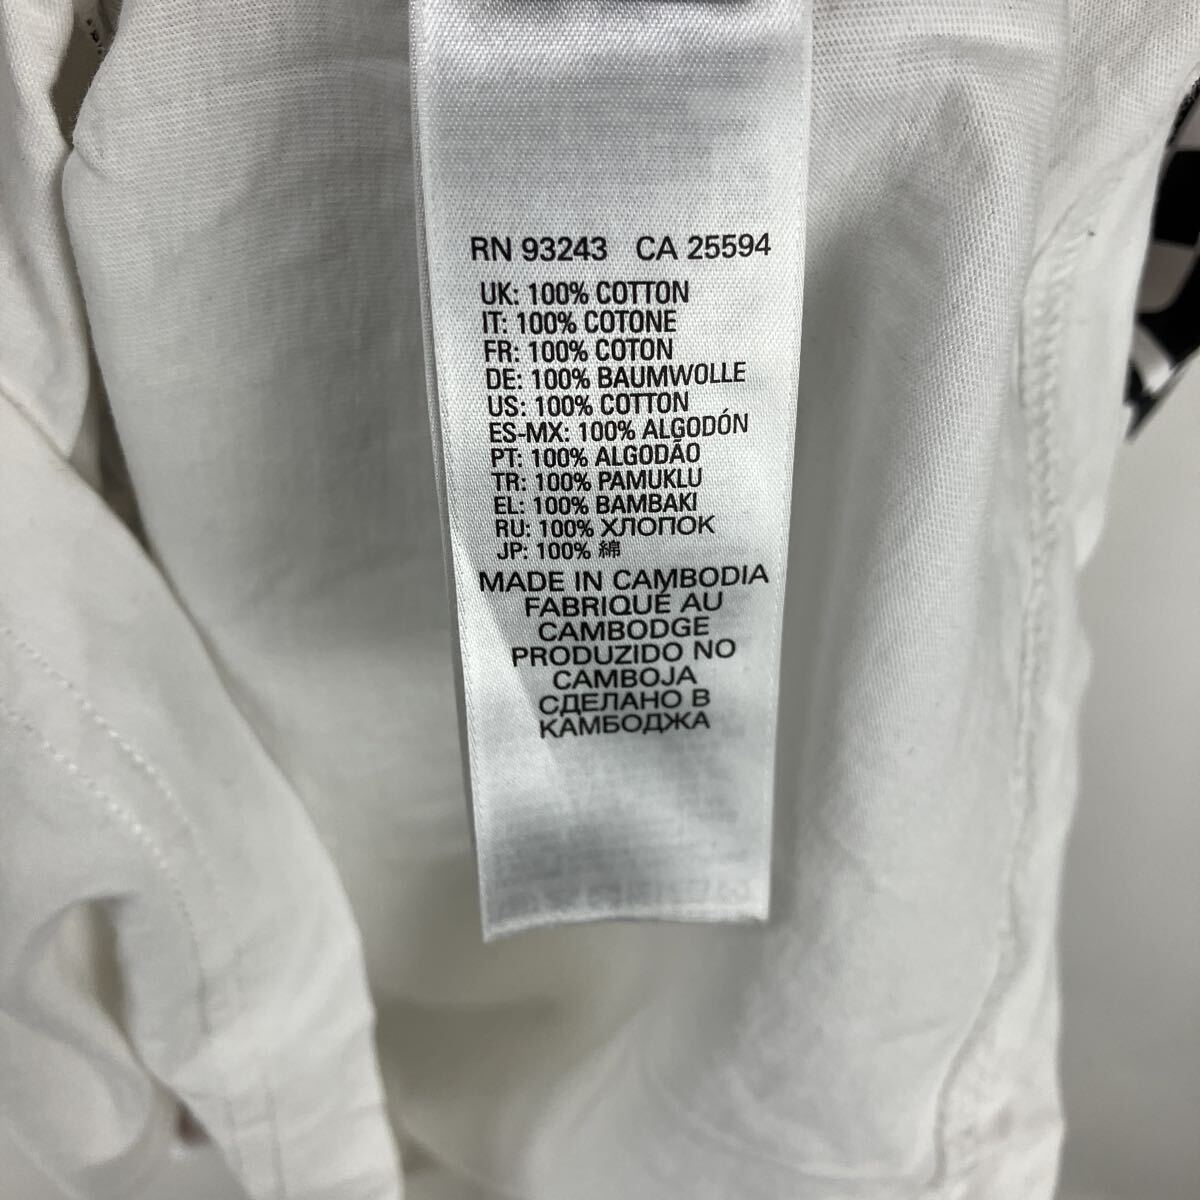 RN 93243 CA 25594
UK: 100% COTTON
IT: 100% COTONE
FR: 100% COTON
DE: 100% BAUMWOLLE
US: 100% COTTON
ES-MX: 100% ALGODÓN
PT: 100% ALGODÃO
TR: 100% PAMUKLU
EL: 100% BAMBAKI
RU: 100% ХЛОПОК
JP: 100% 綿
MADE IN CAMBODIA
FABRIQUÉ AU
CAMBODGE
PRODUZIDO NO
CAMBOJA
СДЕЛАНО В
КАМБОДЖА